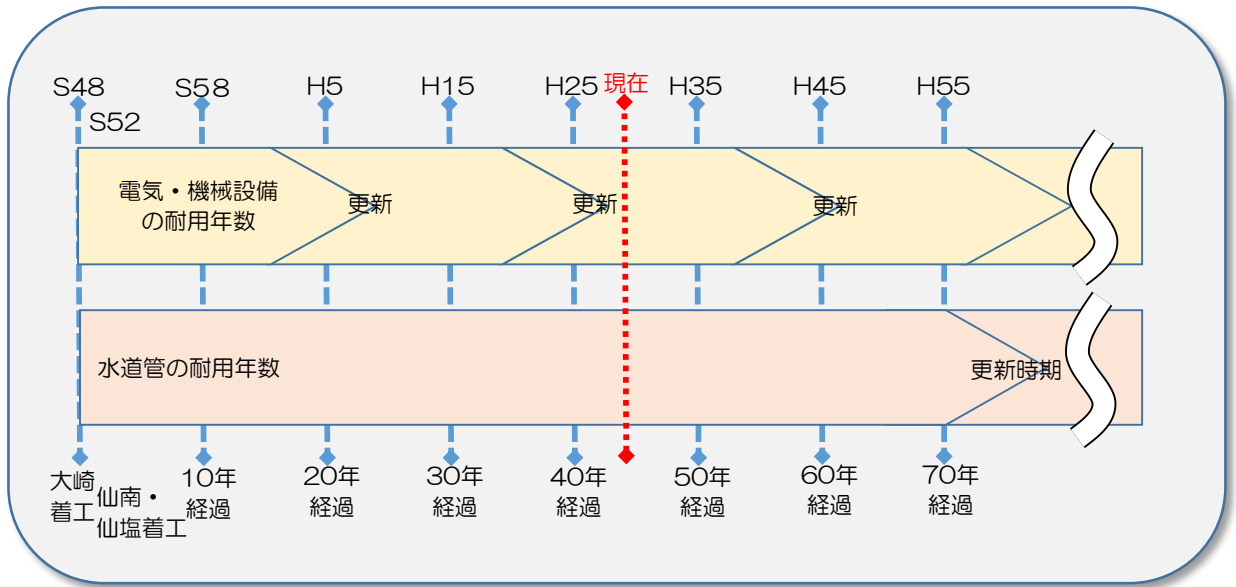 S48
S58
H5
H15
H25
現在
H35
H45
H55
S52
電気・機械設備
の耐用年数
更新
更新
更新
水道管の耐用年数
更新時期
大崎
着工
仙南・
仙塩着工
10年
経過
20年
経過
30年
経過
40年
経過
50年
経過
60年
経過
70年
経過